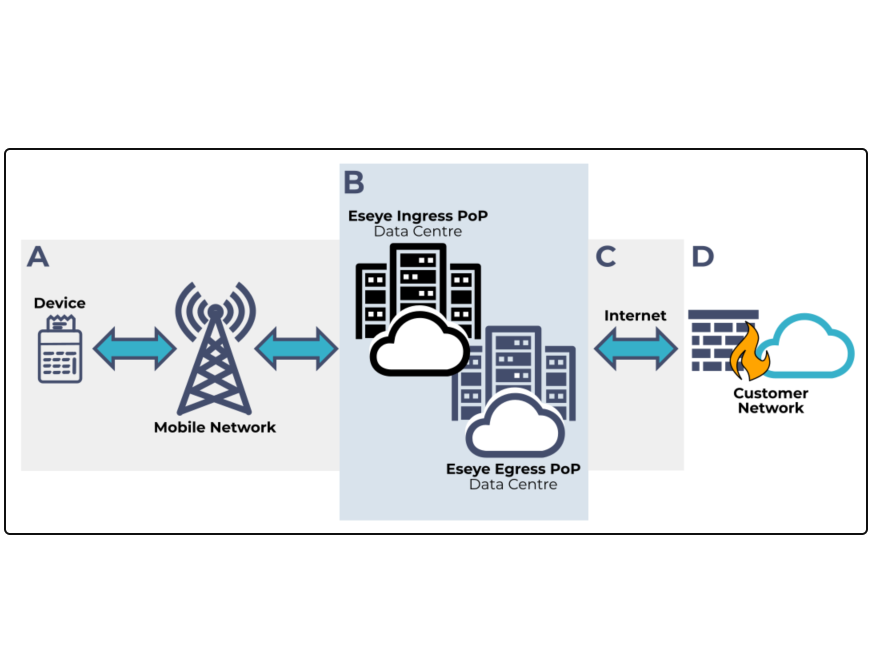 A
Device
Mobile Network
B
Eseye Ingress PoP
Data Centre
Eseye Egress PoP
Data Centre
C
Internet
D
Customer
Network